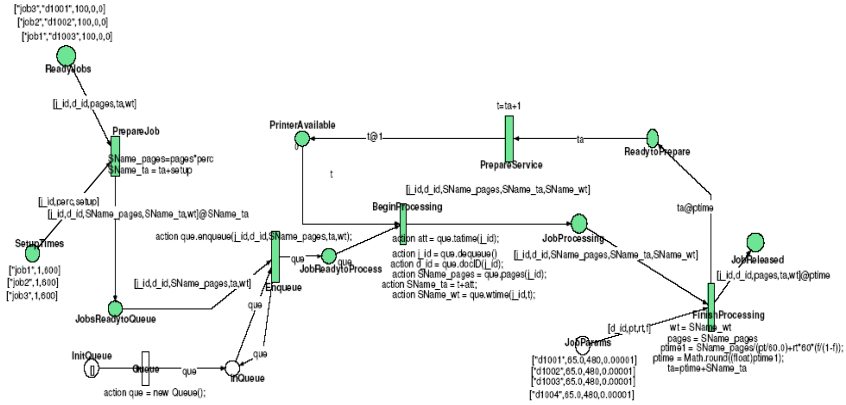 ["job3","d1001",100,0,0]
["job2","d1002",100,0,0]
["job1","d1003",100,0,0]
ReadyJobs
[j_id,d_id,pages,ta,wt]
PrepareJob
SName_pages=pages*perc
SName_ta = ta+setup
[j_id,perc,setup]
[j_id,d_id,SName_pages,SName_ta,wt]@SName_ta
SetupTimes
["job1",1,600]
["job2",1,600]
["job3",1,600]
action que.enqueue(j_id,d_id,SName_pages,ta,wt);
[j_id,d_id,SName_pages,ta,wt]
Enqueue
que
JobReadytoProcess
que
JobsReadytoQueue
que
que
InitQueue
[]
Queue
que
inQueue
action que = new Queue();
PrinterAvailable
0
t@1
t
t=ta+1
PrepareService
ta
ReadytoPrepare
[j_id,d_id,SName_pages,SName_ta,SName_wt]
BeginProcessing
action att = que.tatime(j_id);
action j_id = que.dequeue()
action d_id = que.docID(j_id);
action SName_pages = que.pages(j_id);
action SName_ta = t+att;
action SName_wt = que.wtime(j_id,t);
JobProcessing
[j_id,d_id,SName_pages,SName_ta,SName_wt]
ta@ptime
JobReleased
[j_id,d_id,pages,ta,wt]@ptime
FinishProcessing
wt = SName_wt
pages = SName_pages
ptime1 = SName_pages/(pt/60.0)+rt*60*(f/(1-f));
ptime = Math.round((float)ptime1);
ta=ptime+SName_ta
[d_id,pt,rt,f]
JobParams
["d1001",65.0,480,0.00001]
["d1002",65.0,480,0.00001]
["d1003",65.0,480,0.00001]
["d1004",65.0,480,0.00001]